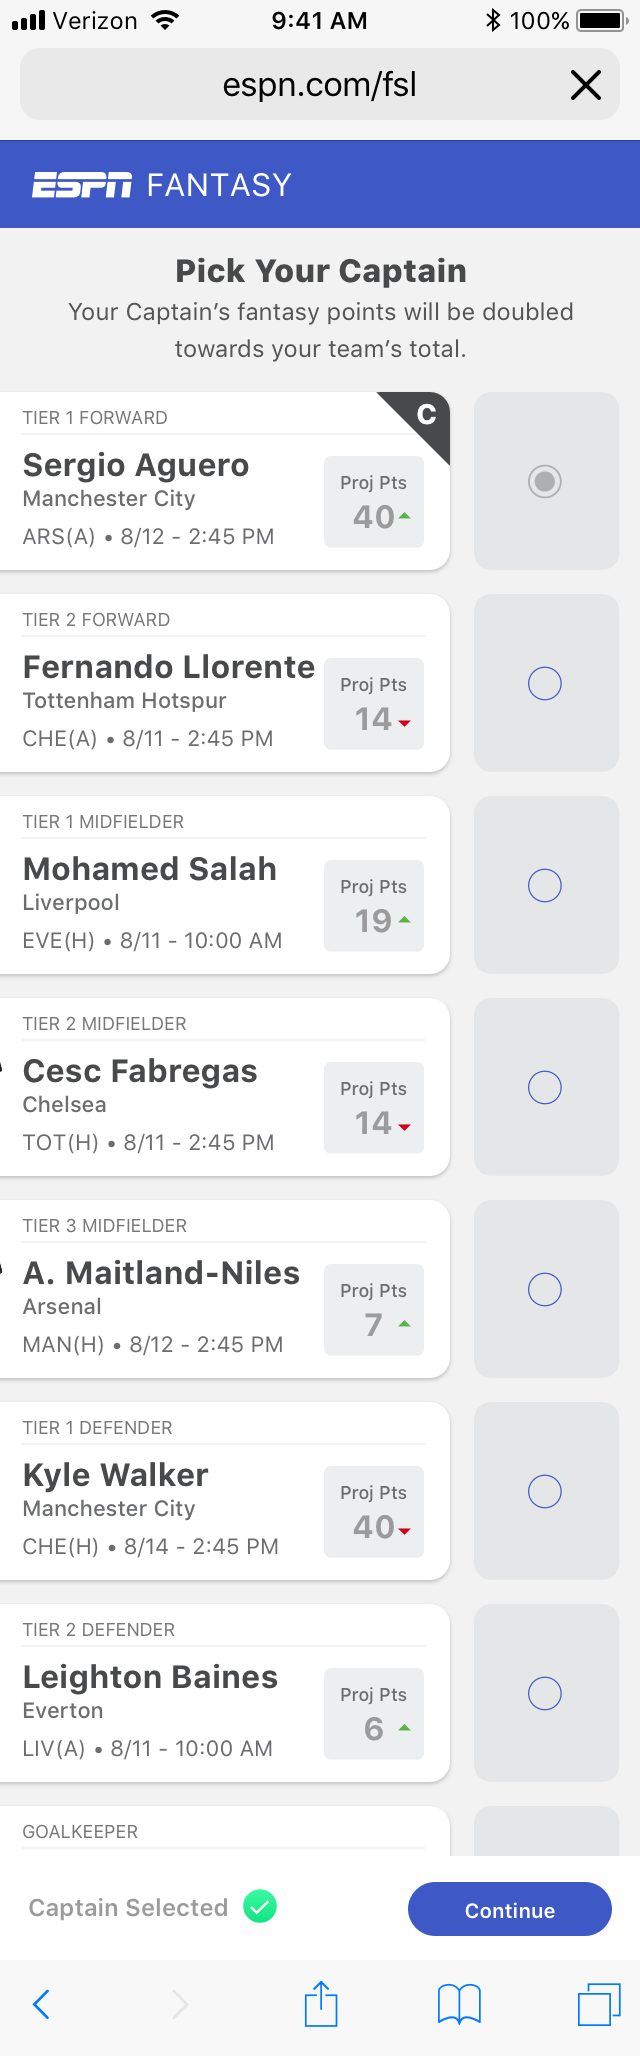 Verizon 9:41 AM 100%
espn.com/fsl
ESPN FANTASY
Pick Your Captain
Your Captain’s fantasy points will be doubled
towards your team’s total.
TIER 1 FORWARD
C
Sergio Aguero
Manchester City
ARS(A) • 8/12 - 2:45 PM
Proj Pts
40
TIER 2 FORWARD
Fernando Llorente
Tottenham Hotspur
CHE(A) • 8/11 - 2:45 PM
Proj Pts
14
TIER 1 MIDFIELDER
Mohamed Salah
Liverpool
EVE(H) • 8/11 - 10:00 AM
Proj Pts
19
TIER 2 MIDFIELDER
Cesc Fabregas
Chelsea
TOT(H) • 8/11 - 2:45 PM
Proj Pts
14
TIER 3 MIDFIELDER
A. Maitland-Niles
Arsenal
MAN(H) • 8/12 - 2:45 PM
Proj Pts
7
TIER 1 DEFENDER
Kyle Walker
Manchester City
CHE(H) • 8/14 - 2:45 PM
Proj Pts
40
TIER 2 DEFENDER
Leighton Baines
Everton
LIV(A) • 8/11 - 10:00 AM
Proj Pts
6
GOALKEEPER
Captain Selected
Continue